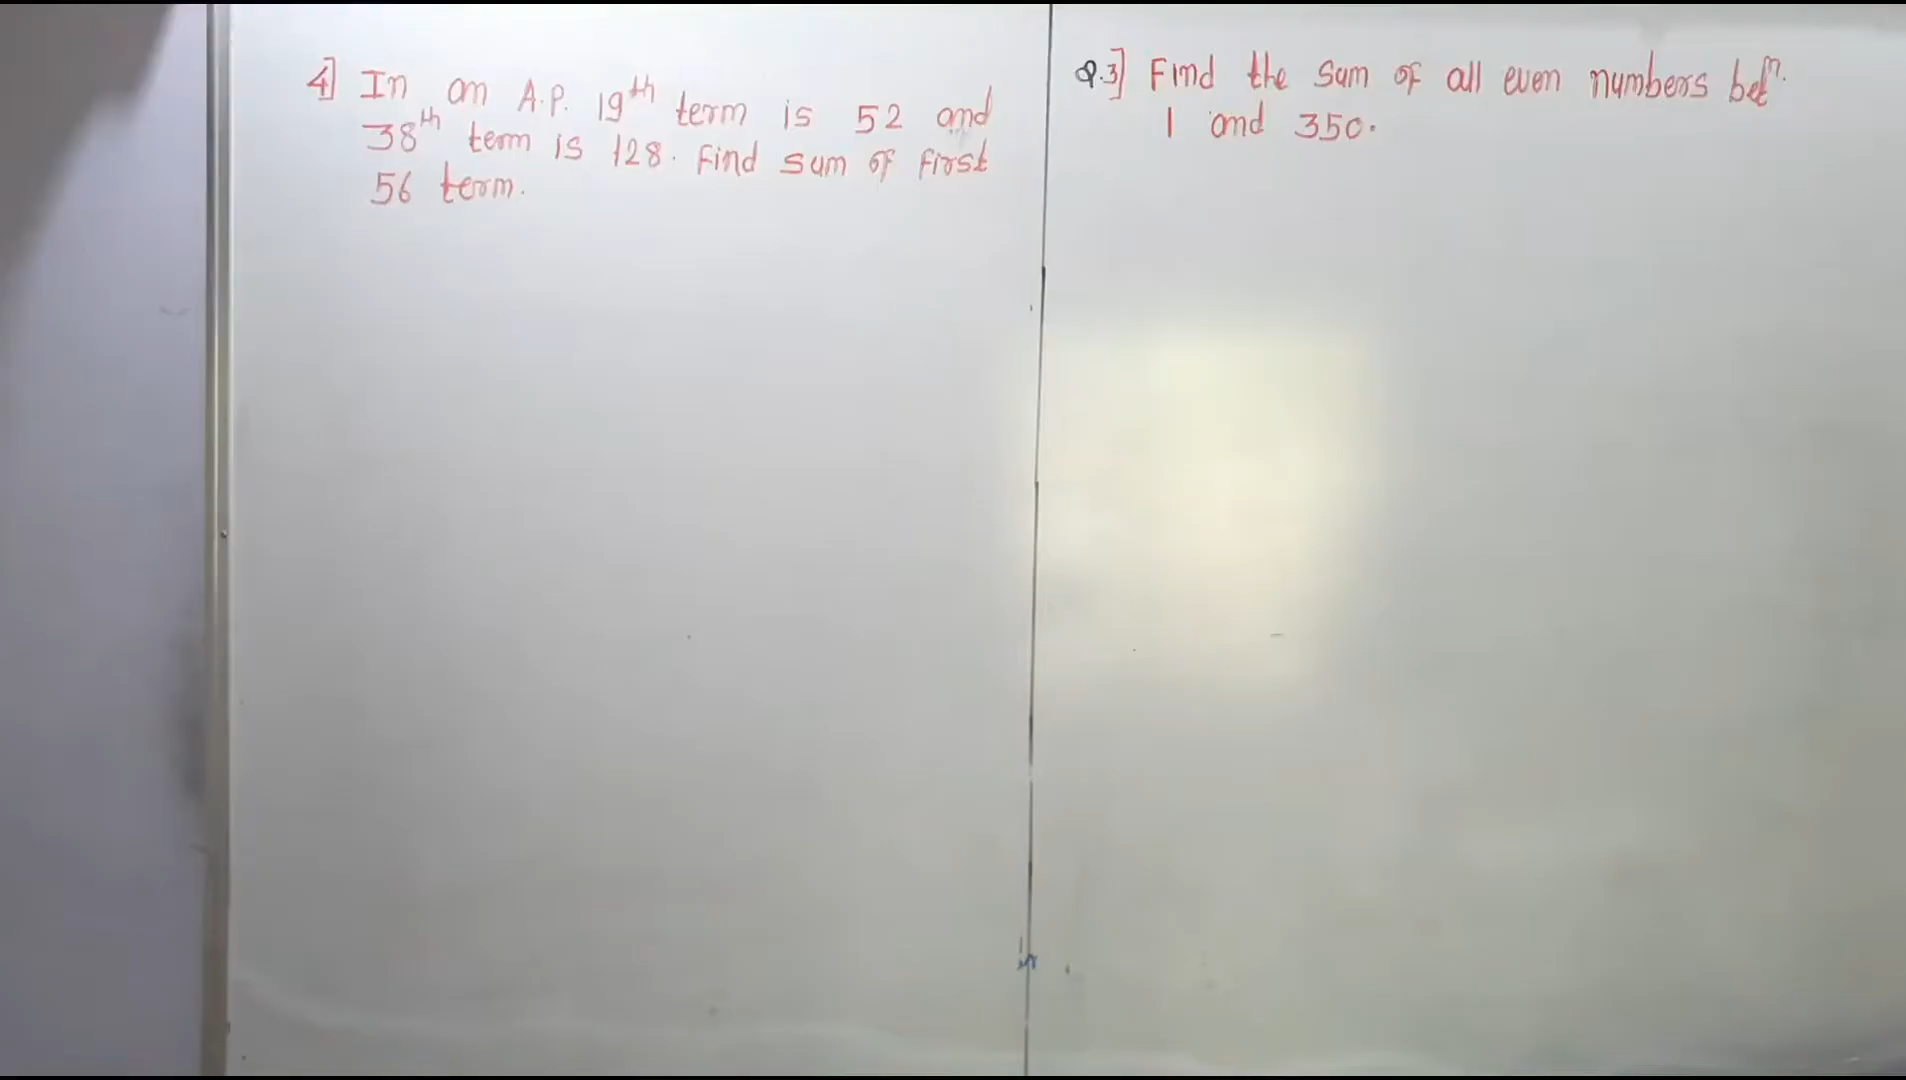 4] In an A.P. 19th term is 52 and
38th term is 128. Find sum of first
56 term.
Q.3] Find the sum of all even numbers betn.
1 and 350.